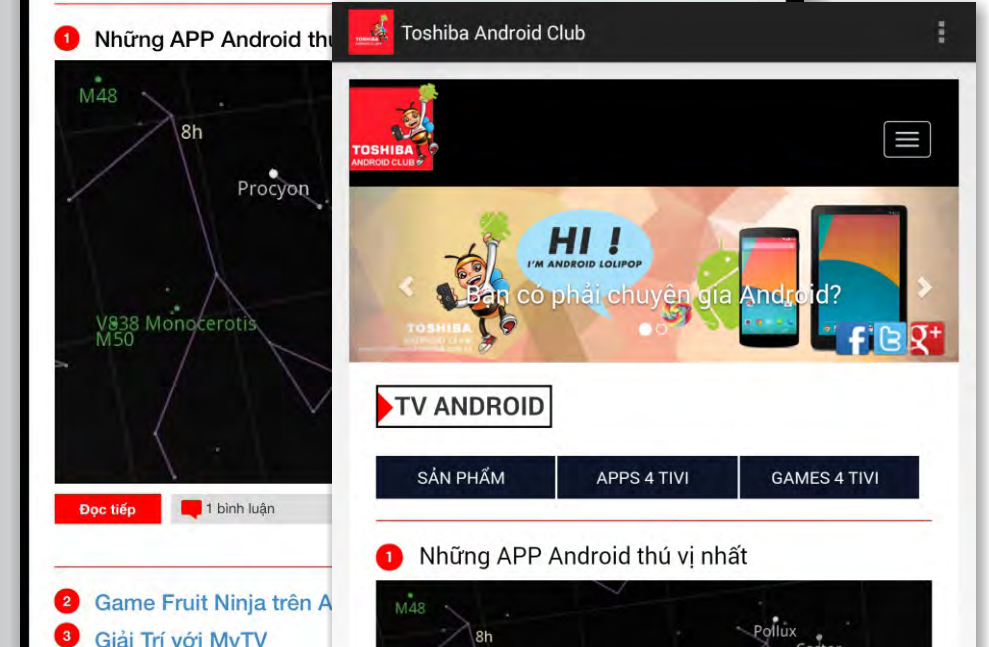 1 Những APP Android thú
M48
8h
Procyon
V838 Monocerotis
M50
Đọc tiếp
1 bình luận
2 Game Fruit Ninja trên A
3 Giải Trí với MyTV
Toshiba Android Club
TOSHIBA
ANDROID CLUB
HI !
I'M ANDROID LOLIPOP
Bạn có phải chuyên gia Android?
TOSHIBA
f t g+
TV ANDROID
SẢN PHẨM
APPS 4 TIVI
GAMES 4 TIVI
1 Những APP Android thú vị nhất
M48
8h
Pollux
Castor